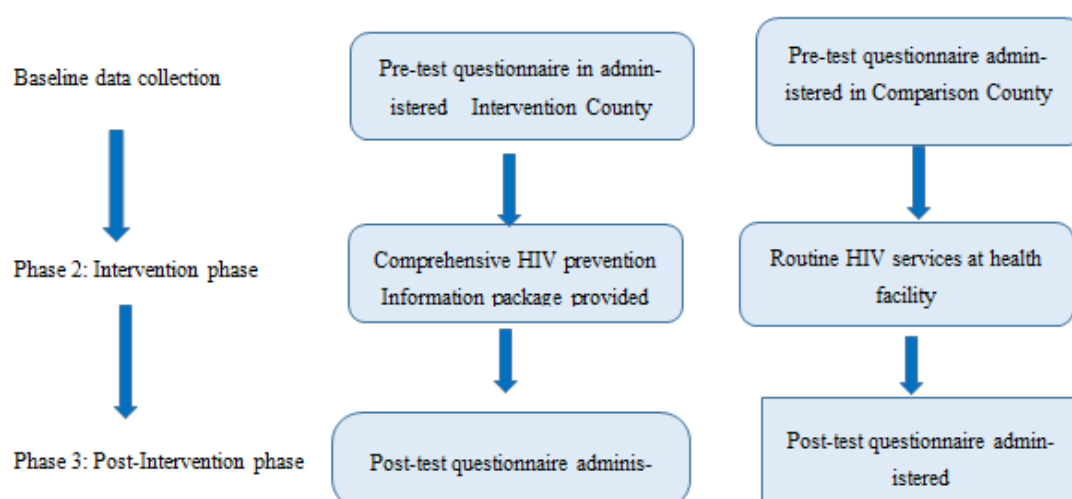 Baseline data collection
Pre-test questionnaire in admin-
istered Intervention County
Pre-test questionnaire admin-
istered in Comparison County
Phase 2: Intervention phase
Comprehensive HIV prevention
Information package provided
Routine HIV services at health
facility
Phase 3: Post-Intervention phase
Post-test questionnaire adminis-
Post-test questionnaire admin-
istered